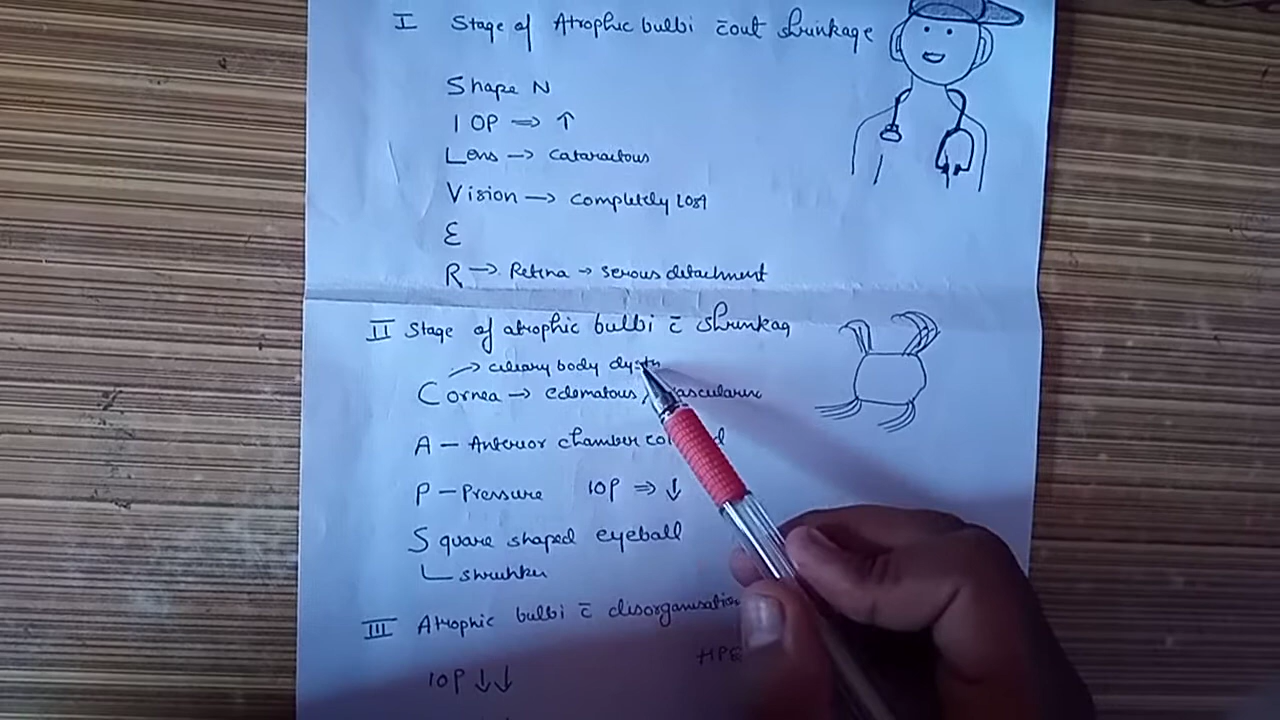 I Stage of Atrophic bulbi c̄out shrinkage
Shape N
IOP ⇒ ↑
Lens → cataractous
Vision → completely lost
ε
R → Retina → serous detachment
II Stage of atrophic bulbi c̄ shrinkag
→ ciliary body
Cornea → edematous /
A - Anterior chamber
P - Pressure IOP ⇒ ↓
Square shaped eyeball
└ shrunken
III Atrophic bulbi c̄ disorganisation
HPE
IOP ↓↓